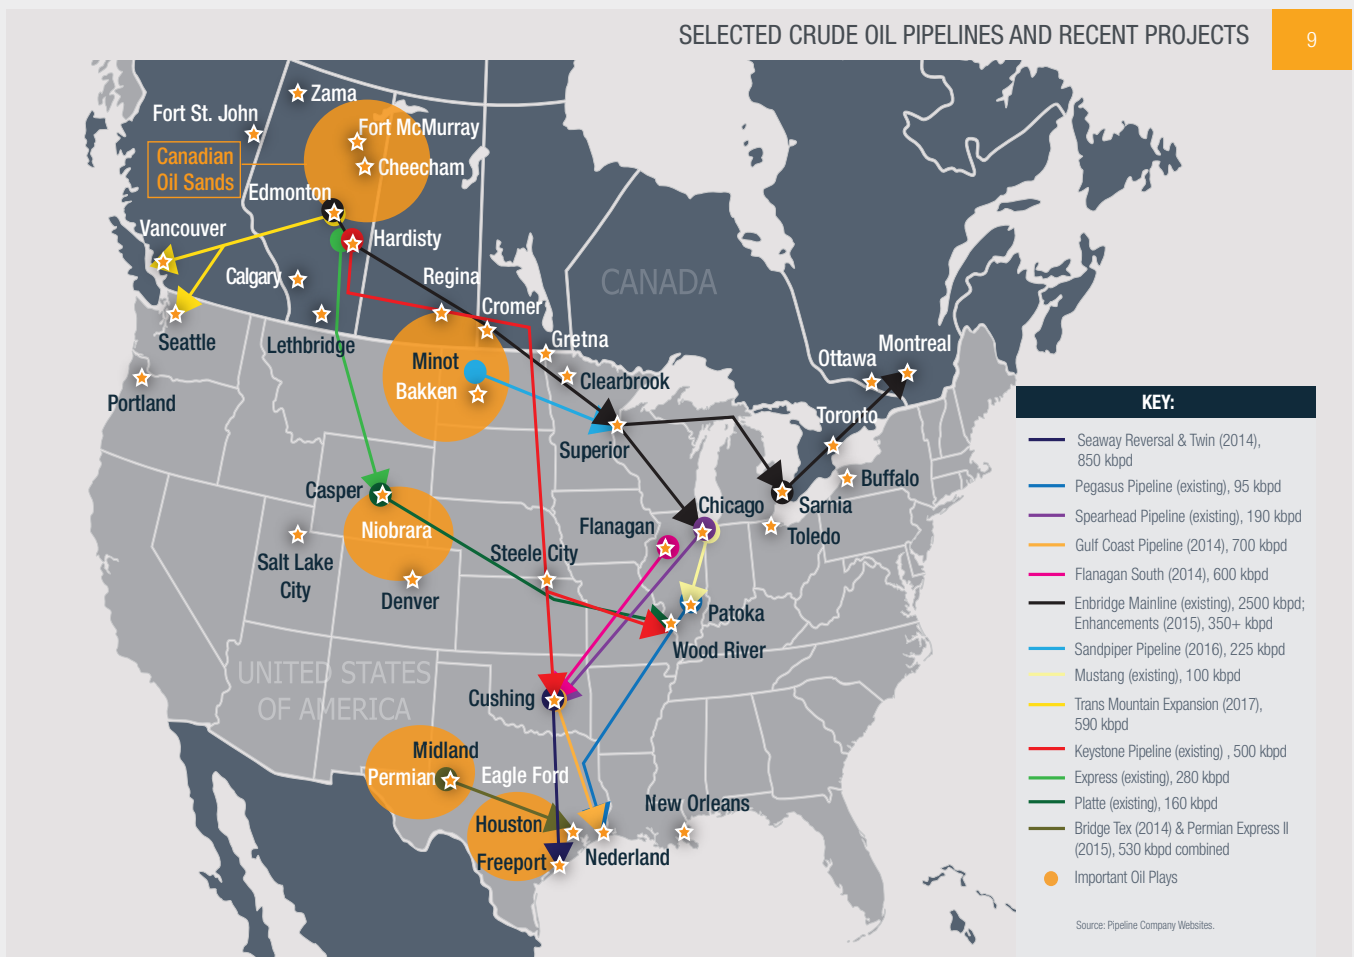 SELECTED CRUDE OIL PIPELINES AND RECENT PROJECTS
9
Zama
Fort St. John
Fort McMurray
Canadian
Oil Sands
Cheecham
Edmonton
Vancouver
Hardisty
Calgary
Regina
CANADA
Cromer
Seattle
Lethbridge
Gretna
Minot
Clearbrook
Bakken
Ottawa
Montreal
Portland
Toronto
Superior
Buffalo
Casper
Chicago
Sarnia
Niobrara
Flanagan
Toledo
Salt Lake
City
Steele City
Denver
Patoka
Wood River
UNITED STATES
OF AMERICA
Cushing
Midland
Permian
Eagle Ford
New Orleans
Houston
Nederland
Freeport
KEY:
Seaway Reversal & Twin (2014),
850 kbpd
Pegasus Pipeline (existing), 95 kbpd
Spearhead Pipeline (existing), 190 kbpd
Gulf Coast Pipeline (2014), 700 kbpd
Flanagan South (2014), 600 kbpd
Enbridge Mainline (existing), 2500 kbpd;
Enhancements (2015), 350+ kbpd
Sandpiper Pipeline (2016), 225 kbpd
Mustang (existing), 100 kbpd
Trans Mountain Expansion (2017),
590 kbpd
Keystone Pipeline (existing) , 500 kbpd
Express (existing), 280 kbpd
Platte (existing), 160 kbpd
Bridge Tex (2014) & Permian Express II
(2015), 530 kbpd combined
Important Oil Plays
Source: Pipeline Company Websites.